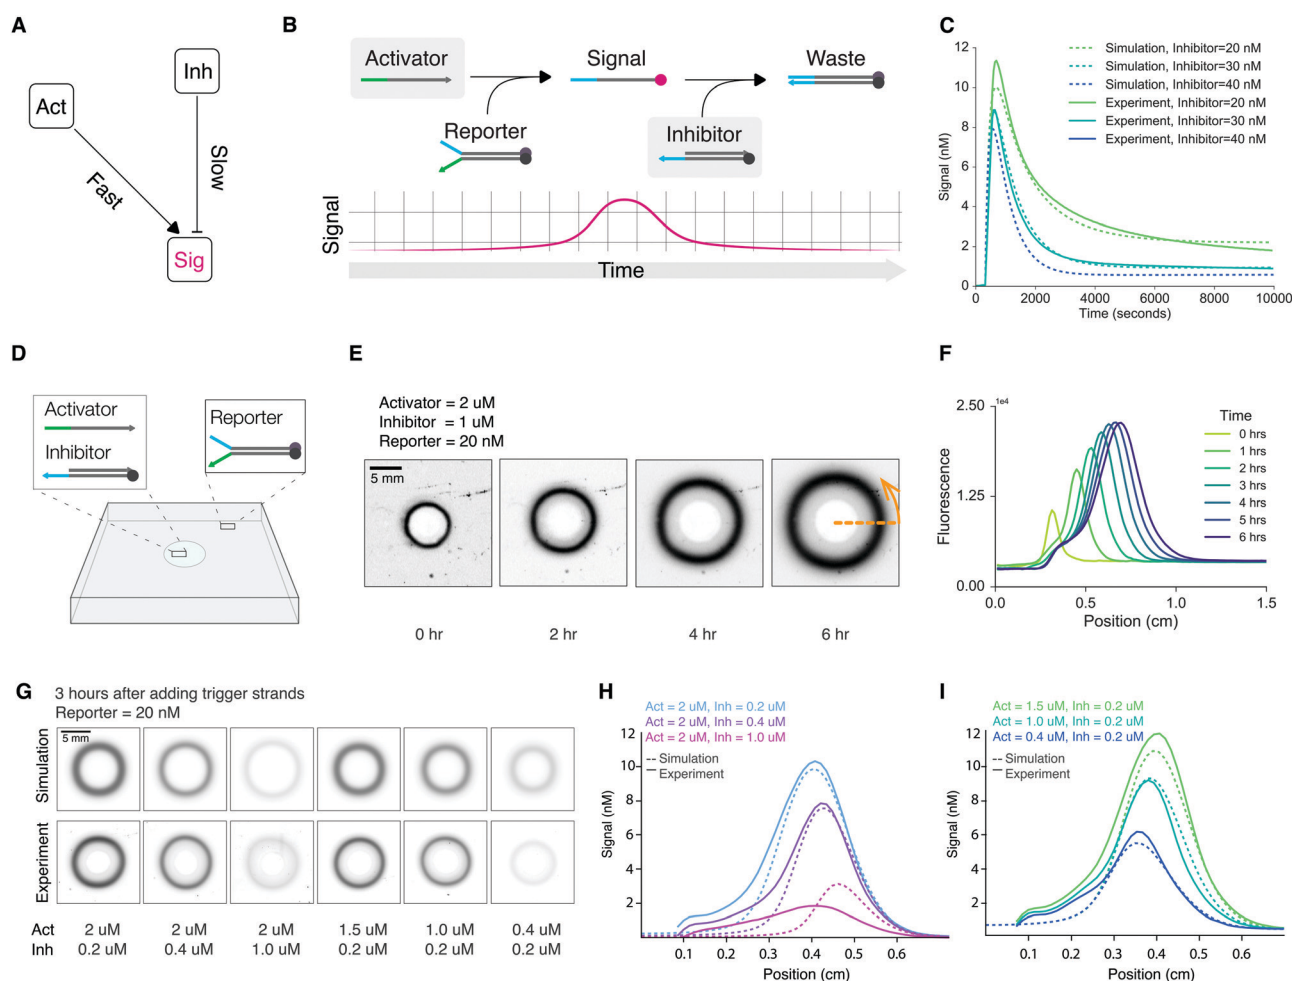 A
Act
Inh
Fast
Slow
Sig
B
Activator
Signal
Waste
Reporter
Inhibitor
Signal
Time
C
Simulation, Inhibitor=20 nM
Simulation, Inhibitor=30 nM
Simulation, Inhibitor=40 nM
Experiment, Inhibitor=20 nM
Experiment, Inhibitor=30 nM
Experiment, Inhibitor=40 nM
Signal (nM)
12
10
8
6
4
2
0
0 2000 4000 6000 8000 10000
Time (seconds)
D
Activator
Inhibitor
Reporter
E
Activator = 2 uM
Inhibitor = 1 uM
Reporter = 20 nM
5 mm
0 hr 2 hr 4 hr 6 hr
F
1e4
2.50
1.25
0.00
Fluorescence
Time
0 hrs
1 hrs
2 hrs
3 hrs
4 hrs
5 hrs
6 hrs
0.0 0.5 1.0 1.5
Position (cm)
G
3 hours after adding trigger strands
Reporter = 20 nM
5 mm
Simulation
Experiment
Act 2 uM 2 uM 2 uM 1.5 uM 1.0 uM 0.4 uM
Inh 0.2 uM 0.4 uM 1.0 uM 0.2 uM 0.2 uM 0.2 uM
H
Act = 2 uM, Inh = 0.2 uM
Act = 2 uM, Inh = 0.4 uM
Act = 2 uM, Inh = 1.0 uM
Simulation
Experiment
Signal (nM)
12
10
8
6
4
2
0.1 0.2 0.3 0.4 0.5 0.6
Position (cm)
I
Act = 1.5 uM, Inh = 0.2 uM
Act = 1.0 uM, Inh = 0.2 uM
Act = 0.4 uM, Inh = 0.2 uM
Simulation
Experiment
Signal (nM)
12
10
8
6
4
2
0.1 0.2 0.3 0.4 0.5 0.6
Position (cm)